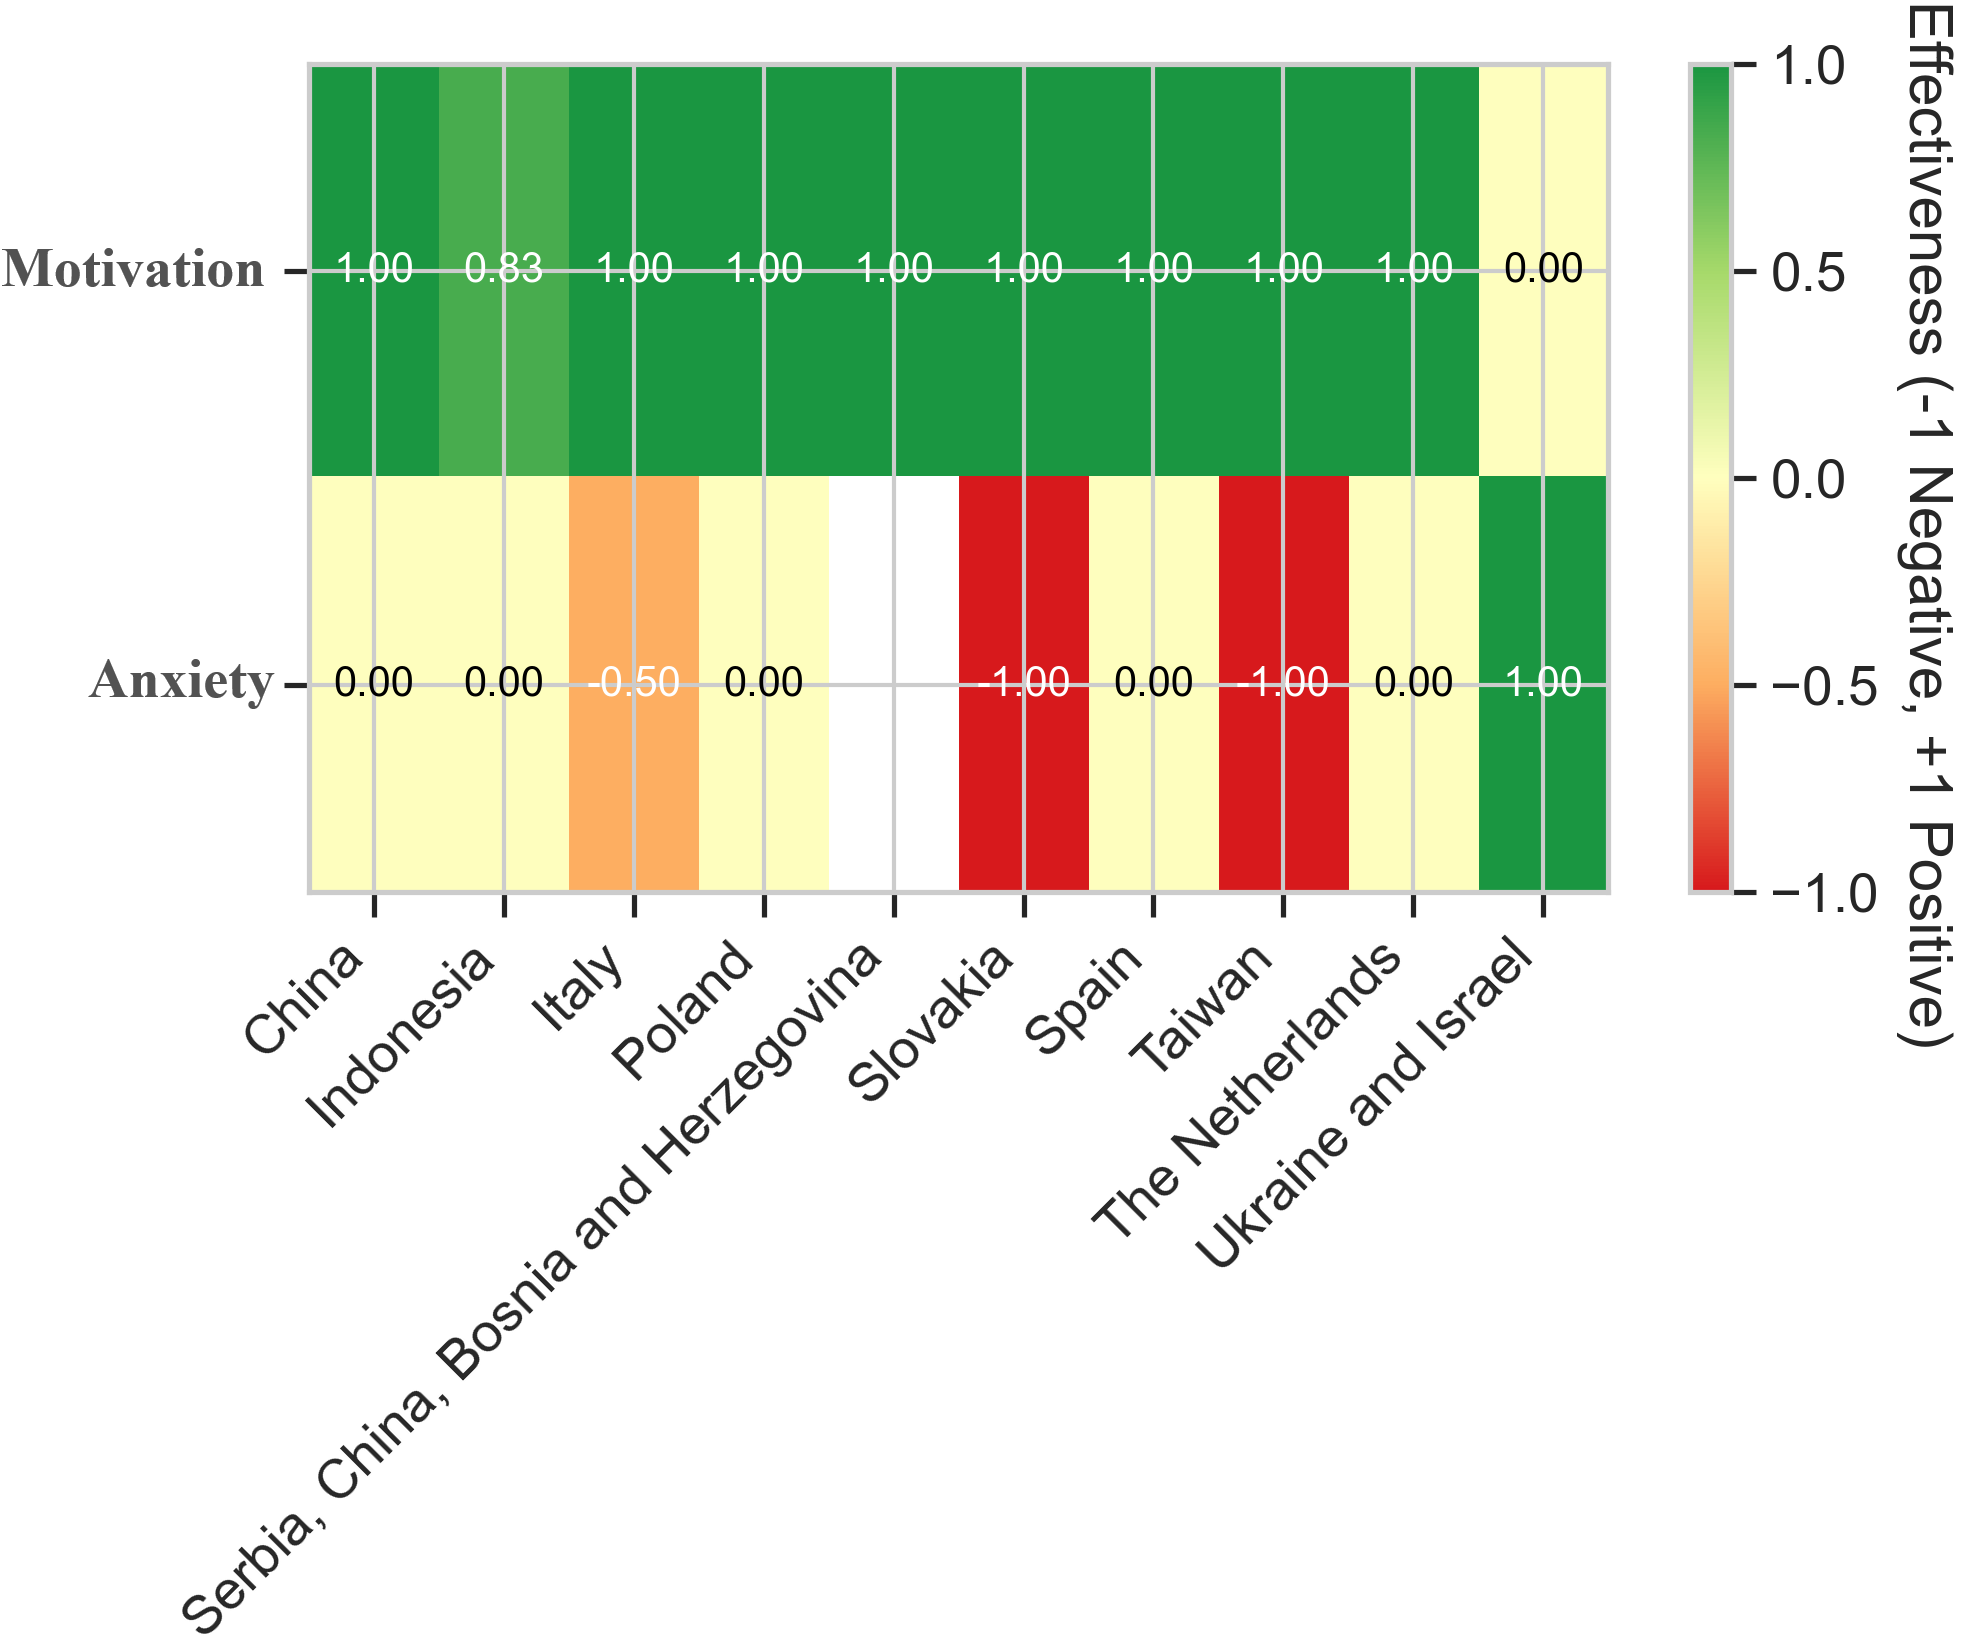 Motivation
1.00 0.83 1.00 1.00 1.00 1.00 1.00 1.00 1.00 0.00
Anxiety
0.00 0.00 -0.50 0.00 -1.00 0.00 -1.00 0.00 1.00
China
Indonesia
Italy
Poland
Serbia, China, Bosnia and Herzegovina
Slovakia
Spain
Taiwan
The Netherlands
Ukraine and Israel
1.0
0.5
0.0
−0.5
−1.0
Effectiveness (-1 Negative, +1 Positive)